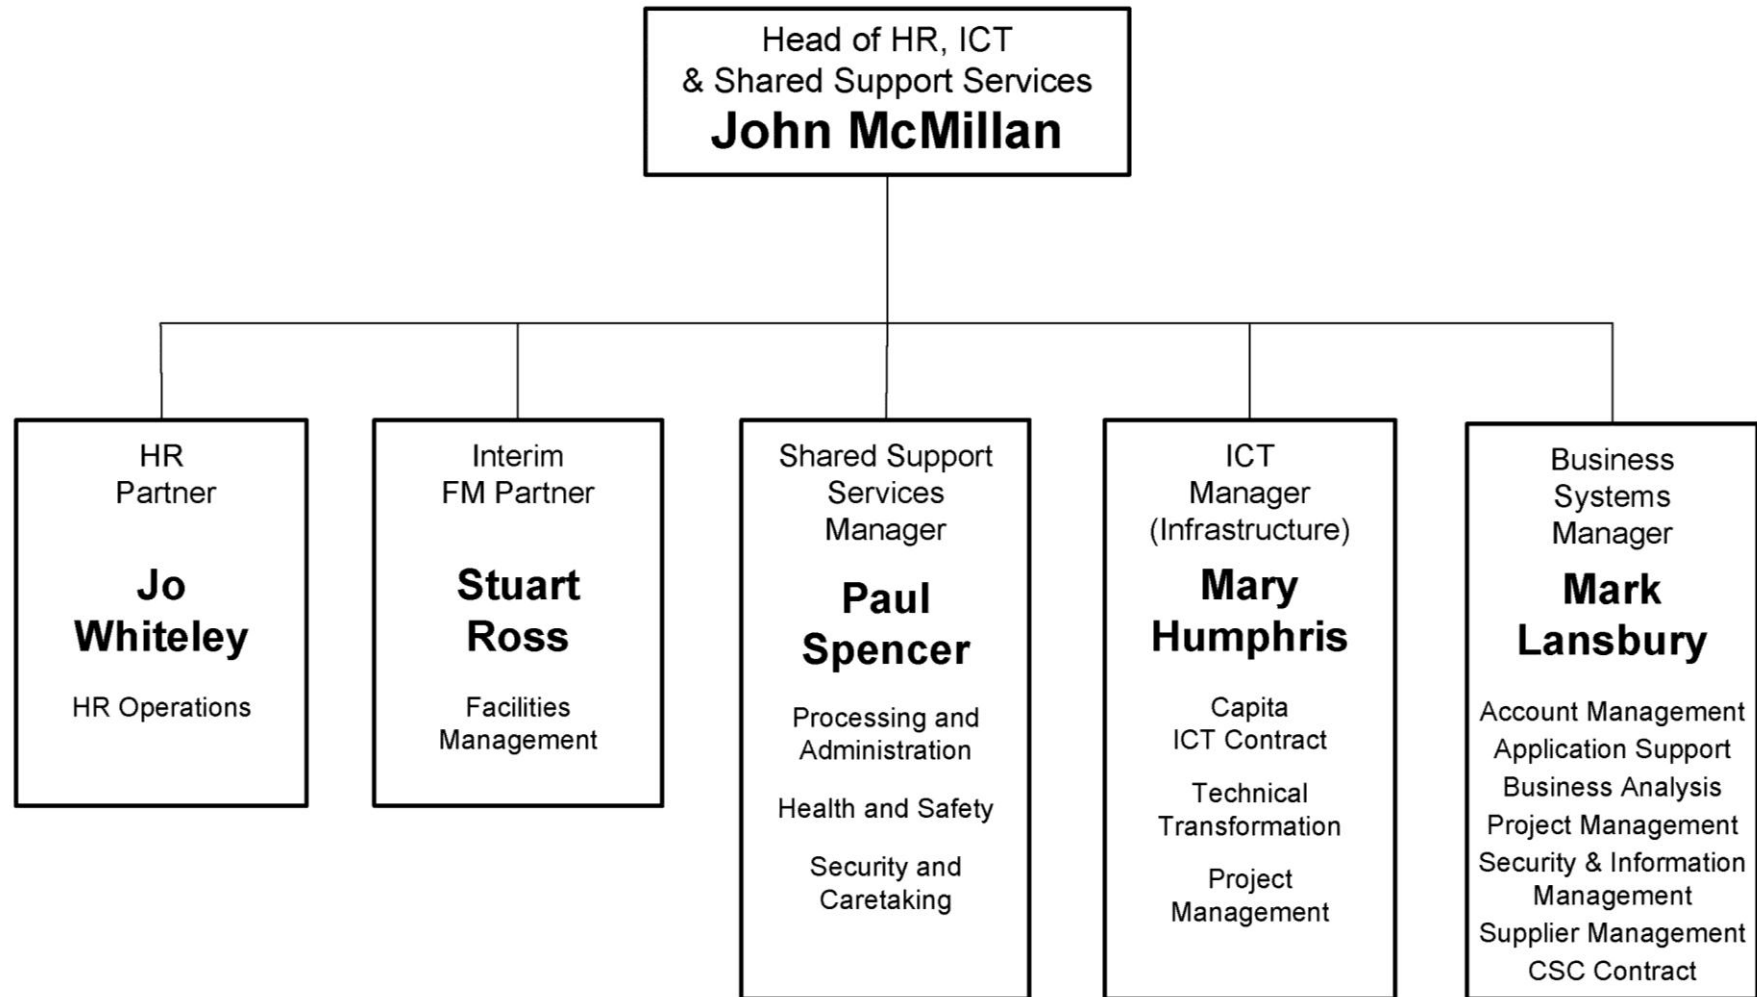 Head of HR, ICT
& Shared Support Services
John McMillan
HR
Partner
Jo
Whiteley
HR Operations
Interim
FM Partner
Stuart
Ross
Facilities
Management
Shared Support
Services
Manager
Paul
Spencer
Processing and
Administration
Health and Safety
Security and
Caretaking
ICT
Manager
(Infrastructure)
Mary
Humphris
Capita
ICT Contract
Technical
Transformation
Project
Management
Business
Systems
Manager
Mark
Lansbury
Account Management
Application Support
Business Analysis
Project Management
Security & Information
Management
Supplier Management
CSC Contract